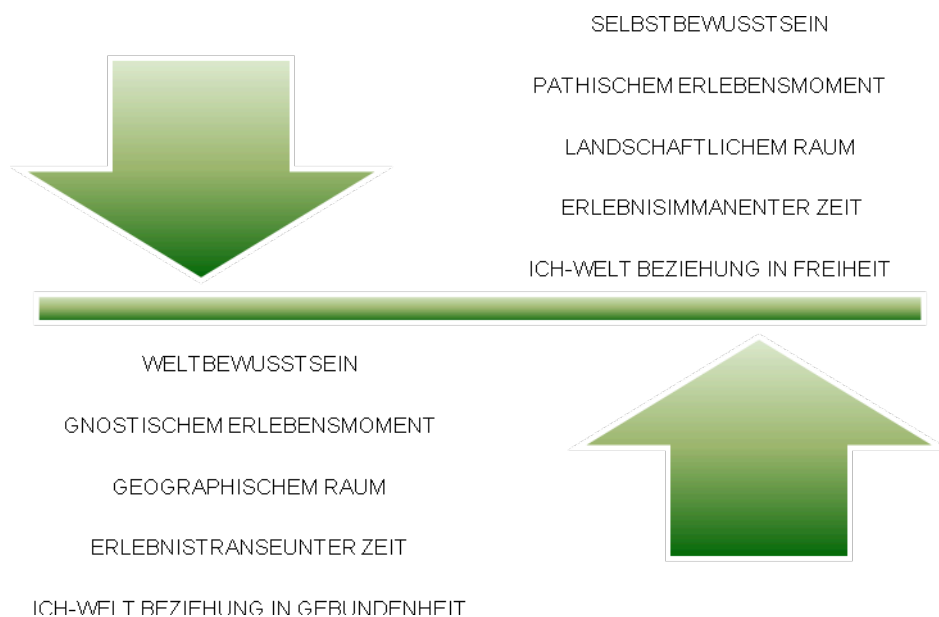 SELBSTBEWUSSTSEIN
PATHISCHEM ERLEBENSMOMENT
LANDSCHAFTLICHEM RAUM
ERLEBNISIMMANENTER ZEIT
ICH-WELT BEZIEHUNG IN FREIHEIT
WELTBEWUSSTSEIN
GNOSTISCHEM ERLEBENSMOMENT
GEOGRAPHISCHEM RAUM
ERLEBNISTRANSEUNTER ZEIT
ICH-WELT BEZIEHUNG IN GEBUNDENHEIT